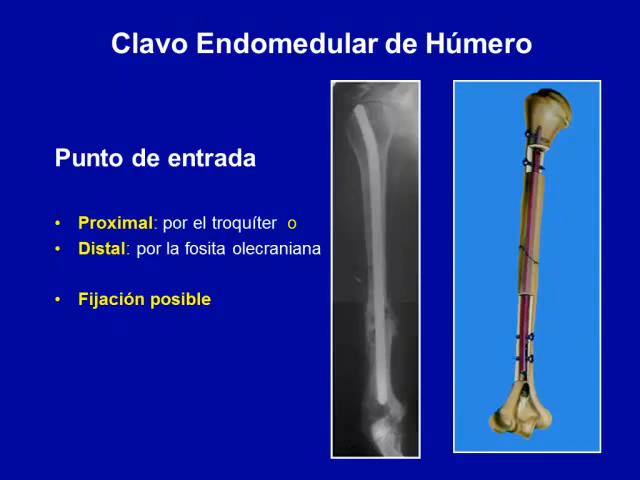 Clavo Endomedular de Húmero
Punto de entrada
• Proximal: por el troquíter o
• Distal: por la fosita olecraniana
• Fijación posible